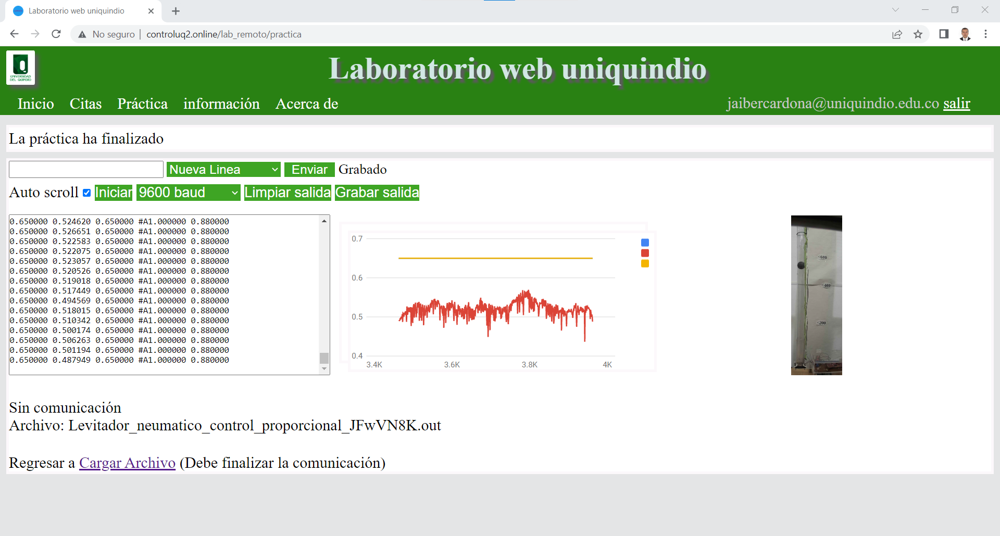 Laboratorio web uniquindio
No seguro | controluq2.online/lab_remoto/practica
UNIVERSIDAD
DEL QUINDÍO
Laboratorio web uniquindio
Inicio Citas Práctica información Acerca de
jaibercardona@uniquindio.edu.co salir
La práctica ha finalizado
Nueva Linea Enviar Grabado
Auto scroll Iniciar 9600 baud Limpiar salida Grabar salida
0.650000 0.524620 0.650000 #A1.000000 0.880000
0.650000 0.526651 0.650000 #A1.000000 0.880000
0.650000 0.522583 0.650000 #A1.000000 0.880000
0.650000 0.522075 0.650000 #A1.000000 0.880000
0.650000 0.523057 0.650000 #A1.000000 0.880000
0.650000 0.520526 0.650000 #A1.000000 0.880000
0.650000 0.519018 0.650000 #A1.000000 0.880000
0.650000 0.517449 0.650000 #A1.000000 0.880000
0.650000 0.494569 0.650000 #A1.000000 0.880000
0.650000 0.518015 0.650000 #A1.000000 0.880000
0.650000 0.510342 0.650000 #A1.000000 0.880000
0.650000 0.500174 0.650000 #A1.000000 0.880000
0.650000 0.506263 0.650000 #A1.000000 0.880000
0.650000 0.501194 0.650000 #A1.000000 0.880000
0.650000 0.487949 0.650000 #A1.000000 0.880000
0.7
0.6
0.5
0.4
3.4K 3.6K 3.8K 4K
<600
<400
<200
Sin comunicación
Archivo: Levitador_neumatico_control_proporcional_JFwVN8K.out
Regresar a Cargar Archivo (Debe finalizar la comunicación)